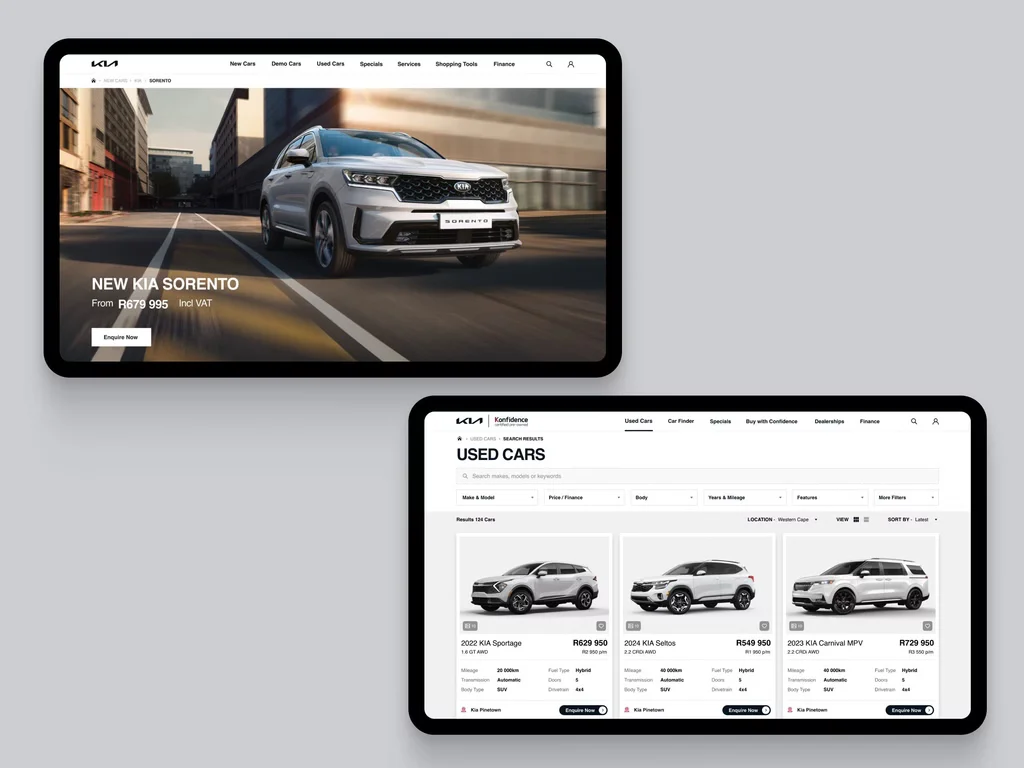 KIA
New Cars Demo Cars Used Cars Specials Services Shopping Tools Finance
NEW CARS › KIA › SORENTO
KIA
SORENTO
NEW KIA SORENTO
From R679 995 Incl VAT
Enquire Now
KIA Konfidence
certified pre-owned
Used Cars Car Finder Specials Buy with Confidence Dealerships Finance
USED CARS › SEARCH RESULTS
USED CARS
Search makes, models or keywords
Make & Model Price / Finance Body Years & Mileage Features More Filters
Results 124 Cars LOCATION - Western Cape VIEW SORT BY - Latest
2022 KIA Sportage R629 950
1.6 GT AWD R2 950 p/m
Mileage 20 000km Fuel Type Hybrid
Transmission Automatic Doors 5
Body Type SUV Drivetrain 4x4
Kia Pinetown Enquire Now
2024 KIA Seltos R549 950
2.2 CRDi AWD R1 950 p/m
Mileage 40 000km Fuel Type Hybrid
Transmission Automatic Doors 5
Body Type SUV Drivetrain 4x4
Kia Pinetown Enquire Now
2023 KIA Carnival MPV R729 950
2.2 CRDi AWD R3 550 p/m
Mileage 40 000km Fuel Type Hybrid
Transmission Automatic Doors 5
Body Type SUV Drivetrain 4x4
Kia Pinetown Enquire Now